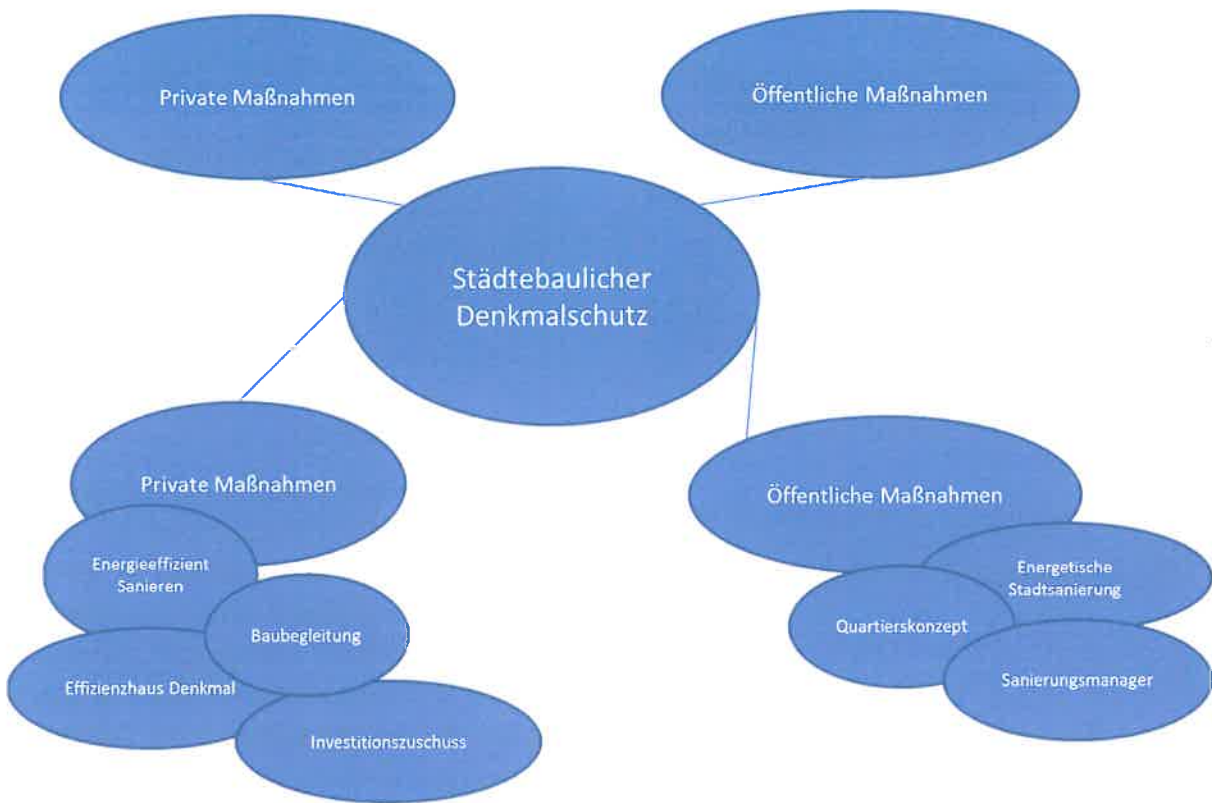 Private Maßnahmen
Öffentliche Maßnahmen
Städtebaulicher
Denkmalschutz
Private Maßnahmen
Öffentliche Maßnahmen
Energieeffizient
Sanieren
Energetische
Stadtsanierung
Baubegleitung
Quartierskonzept
Effizienzhaus Denkmal
Sanierungsmanager
Investitionszuschuss